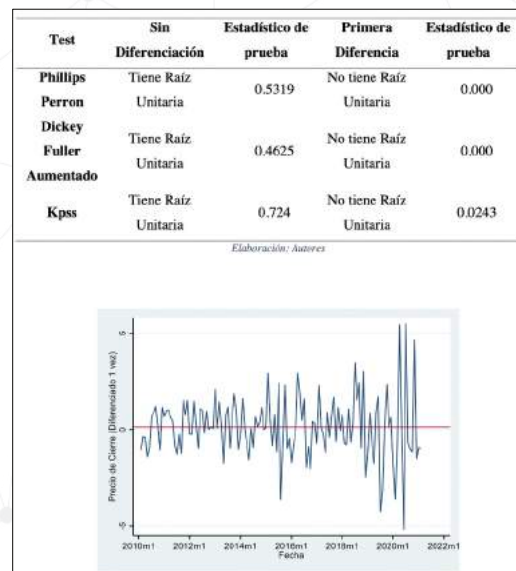 Test Sin Diferenciación Estadístico de prueba Primera Diferencia Estadístico de prueba
Phillips Perron Tiene Raíz Unitaria 0.5319 No tiene Raíz Unitaria 0.000
Dickey Fuller Aumentado Tiene Raíz Unitaria 0.4625 No tiene Raíz Unitaria 0.000
Kpss Tiene Raíz Unitaria 0.724 No tiene Raíz Unitaria 0.0243
Elaboración: Autores
Precio de Cierre (Diferenciado 1 vez)
5
0
-5
2010m1 2012m1 2014m1 2016m1 2018m1 2020m1 2022m1
Fecha